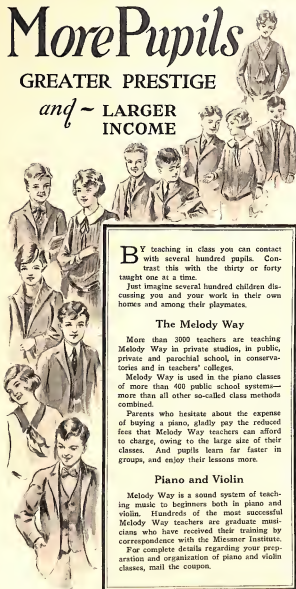 More Pupils
GREATER PRESTIGE
and ~ LARGER
INCOME
BY teaching in class you can contact
with several hundred pupils. Con-
trast this with the thirty or forty
taught one at a time.
Just imagine several hundred children dis-
cussing you and your work in their own
homes and among their playmates.
The Melody Way
More than 3000 teachers are teaching
Melody Way in private studios, in public,
private and parochial school, in conserva-
tories and in teachers' colleges.
Melody Way is used in the piano classes
of more than 400 public school systems—
more than all other so-called class methods
combined.
Parents who hesitate about the expense
of buying a piano, gladly pay the reduced
fees that Melody Way teachers can afford
to charge, owing to the large size of their
classes. And pupils learn far faster in
groups, and enjoy their lessons more.
Piano and Violin
Melody Way is a sound system of teach-
ing music to beginners both in piano and
violin. Hundreds of the most successful
Melody Way teachers are graduate musi-
cians who have received their training by
correspondence with the Miessner Institute.
For complete details regarding your prep-
aration and organization of piano and violin
classes, mail the coupon.